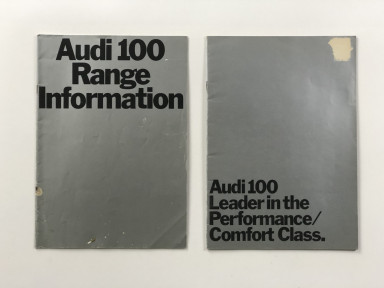 Audi 100
Range
Information
Audi 100
Leader in the
Performance/
Comfort Class.